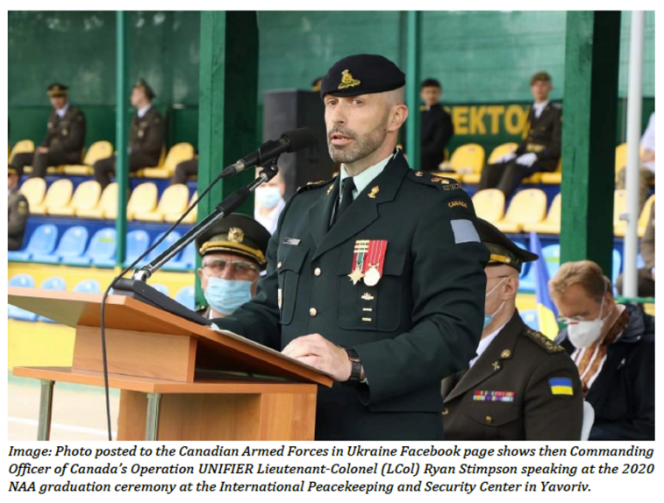 ЕКТО
CANADA
Image: Photo posted to the Canadian Armed Forces in Ukraine Facebook page shows then Commanding
Officer of Canada's Operation UNIFIER Lieutenant-Colonel (LCol) Ryan Stimpson speaking at the 2020
NAA graduation ceremony at the International Peacekeeping and Security Center in Yavoriv.